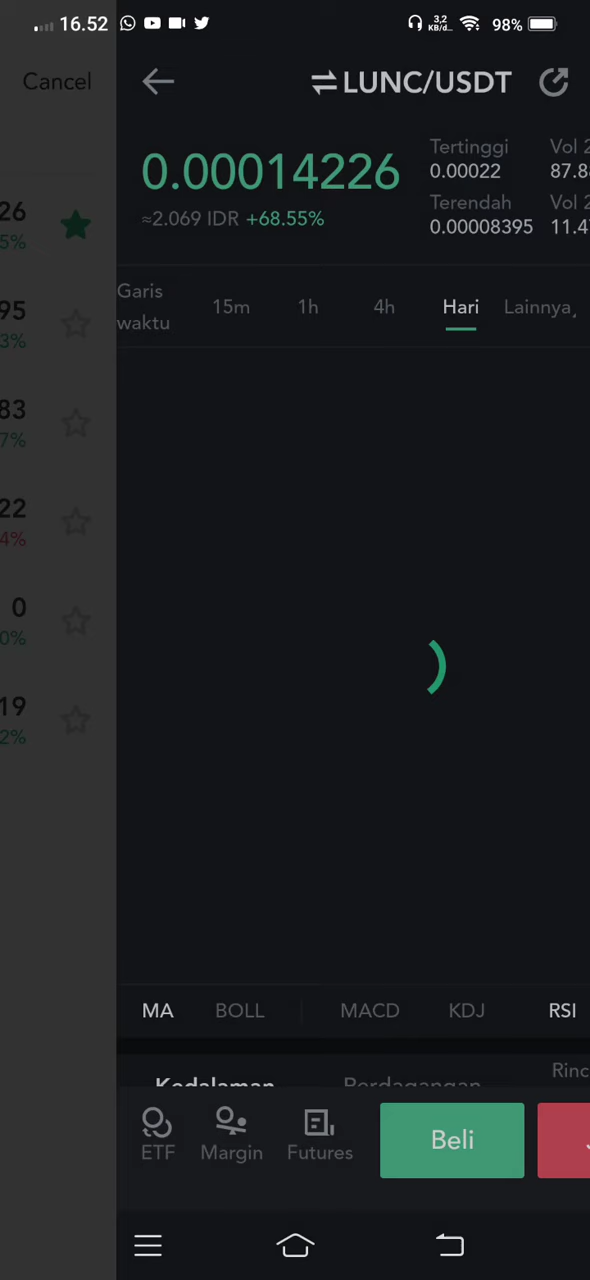 16.52 3,2 KB/d... 98%
Cancel
LUNC/USDT
0.00014226
≈2.069 IDR +68.55%
Tertinggi
0.00022
Terendah
0.00008395
Vol 2
87.8
Vol 2
11.4
26
5%
95
3%
83
7%
22
4%
0
0%
19
2%
Garis
waktu
15m 1h 4h Hari Lainnya
MA BOLL MACD KDJ RSI
Kedalaman Perdagangan Rinc
ETF Margin Futures Beli